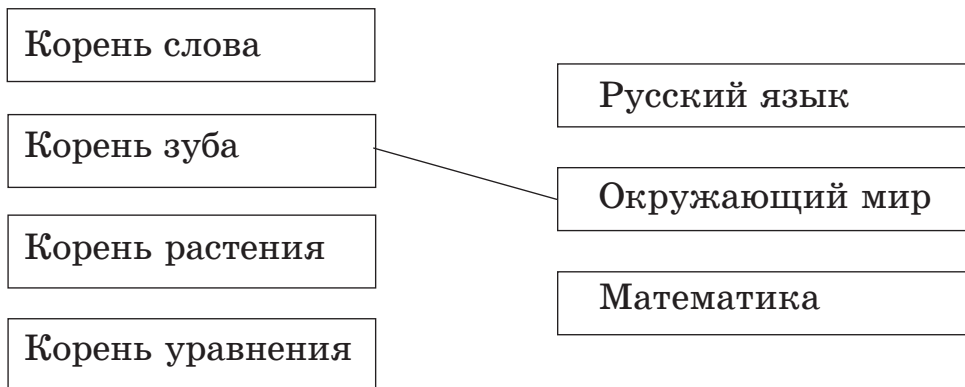 Корень слова
Корень зуба
Корень растения
Корень уравнения
Русский язык
Окружающий мир
Математика